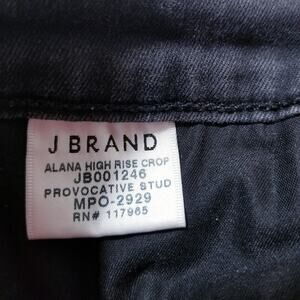 J BRAND
ALANA HIGH RISE CROP
JB001246
PROVOCATIVE STUD
MPO-2929
RN# 117965